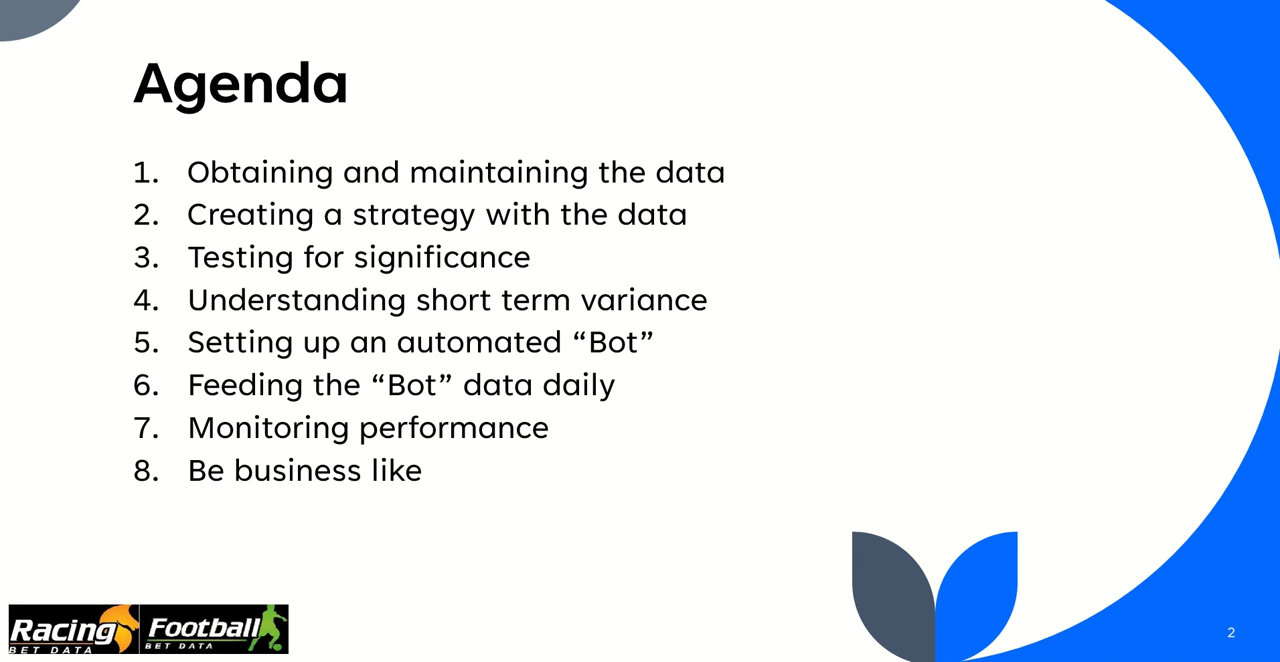 Agenda
1. Obtaining and maintaining the data
2. Creating a strategy with the data
3. Testing for significance
4. Understanding short term variance
5. Setting up an automated “Bot”
6. Feeding the “Bot” data daily
7. Monitoring performance
8. Be business like
Racing
BET DATA
Football
BET DATA
2